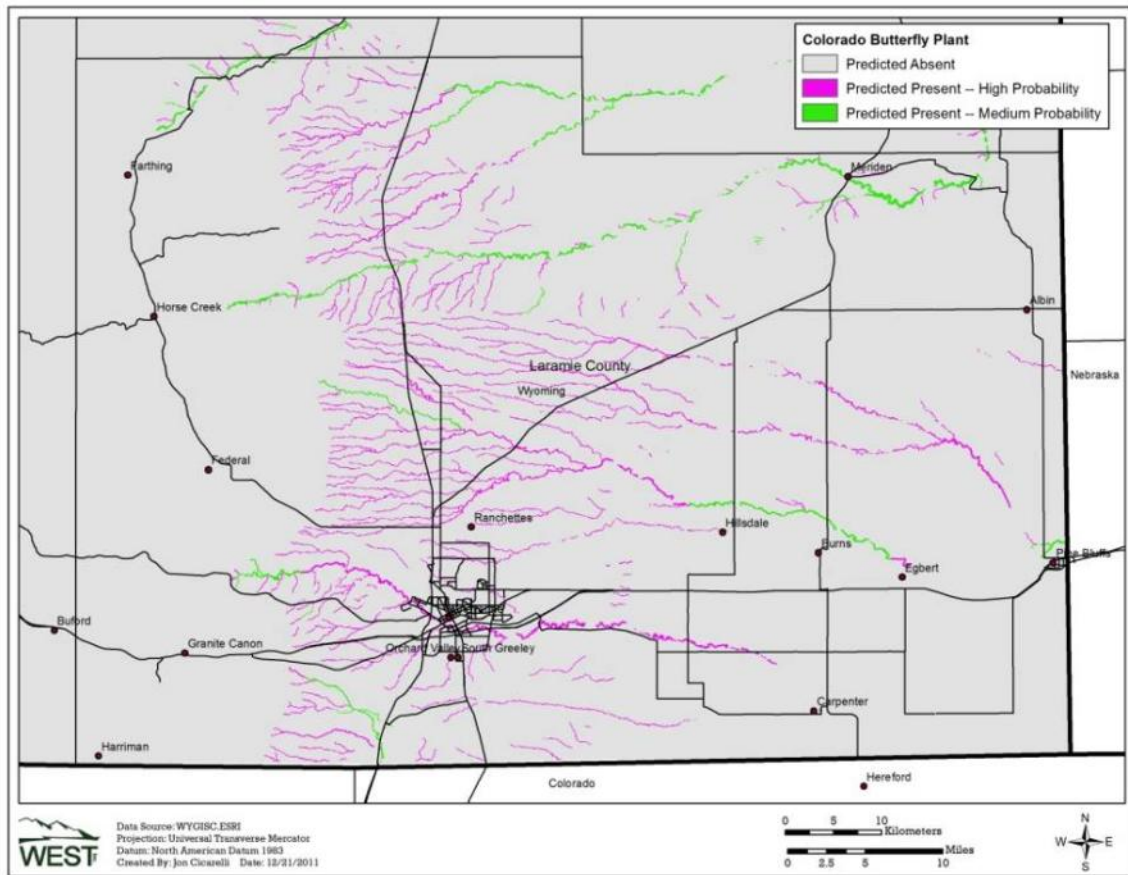 Colorado Butterfly Plant
Predicted Absent
Predicted Present -- High Probability
Predicted Present -- Medium Probability
Farthing
Meriden
Horse Creek
Albin
Laramie County
Nebraska
Wyoming
Federal
Ranchettes
Hillsdale
Burns
Pine Bluffs
Egbert
Buford
Granite Canon
Orchard Valley
South Greeley
Carpenter
Harriman
Colorado
Hereford
WEST
Data Source: WYGISC.ESRI
Projection: Universal Transverse Mercator
Datum: North American Datum 1983
Created By: Jon Cicarelli Date: 12/21/2011
0 5 10
Kilometers
Miles
0 2.5 5 10
N
W E
S